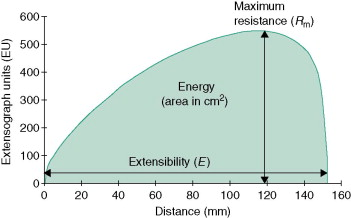 Maximum
resistance (Rm)
Extensograph units (EU)
600
500
400
300
200
100
0
Energy
(area in cm²)
Extensibility (E)
0 20 40 60 80 100 120 140 160
Distance (mm)